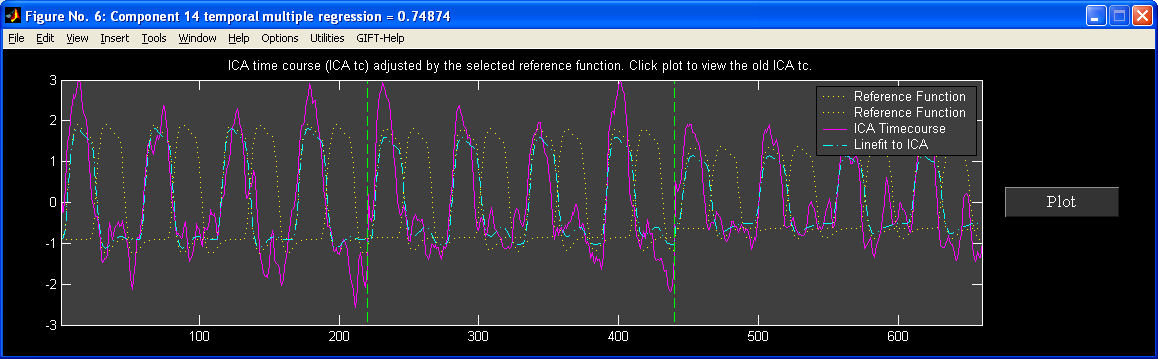 Figure No. 6: Component 14 temporal multiple regression = 0.74874
File Edit View Insert Tools Window Help Options Utilities GIFT-Help
ICA time course (ICA tc) adjusted by the selected reference function. Click plot to view the old ICA tc.
3
2
1
0
-1
-2
-3
100 200 300 400 500 600
Reference Function
Reference Function
ICA Timecourse
Linefit to ICA
Plot